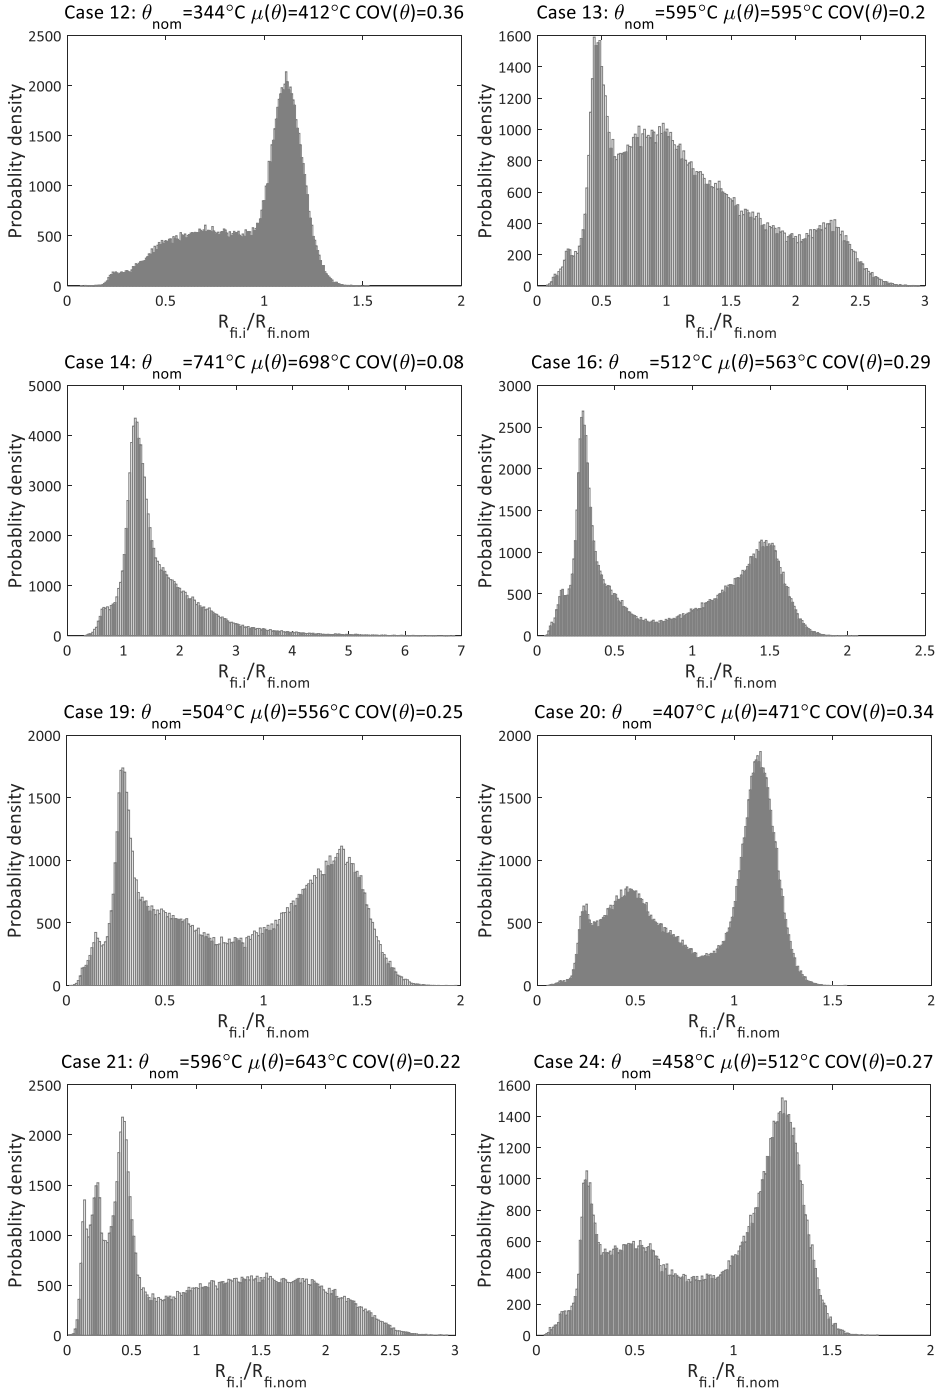 Case 12: θnom=344°C μ(θ)=412°C COV(θ)=0.36
Probablity density
2500
2000
1500
1000
500
0
0 0.5 1 1.5 2
Rfi.i/Rfi.nom
Case 13: θnom=595°C μ(θ)=595°C COV(θ)=0.2
Probablity density
1600
1400
1200
1000
800
600
400
200
0
0 0.5 1 1.5 2 2.5 3
Rfi.i/Rfi.nom
Case 14: θnom=741°C μ(θ)=698°C COV(θ)=0.08
Probablity density
5000
4000
3000
2000
1000
0
0 1 2 3 4 5 6 7
Rfi.i/Rfi.nom
Case 16: θnom=512°C μ(θ)=563°C COV(θ)=0.29
Probablity density
3000
2500
2000
1500
1000
500
0
0 0.5 1 1.5 2 2.5
Rfi.i/Rfi.nom
Case 19: θnom=504°C μ(θ)=556°C COV(θ)=0.25
Probablity density
2000
1500
1000
500
0
0 0.5 1 1.5 2
Rfi.i/Rfi.nom
Case 20: θnom=407°C μ(θ)=471°C COV(θ)=0.34
Probablity density
2000
1500
1000
500
0
0 0.5 1 1.5 2
Rfi.i/Rfi.nom
Case 21: θnom=596°C μ(θ)=643°C COV(θ)=0.22
Probablity density
2500
2000
1500
1000
500
0
0 0.5 1 1.5 2 2.5 3
Rfi.i/Rfi.nom
Case 24: θnom=458°C μ(θ)=512°C COV(θ)=0.27
Probablity density
1600
1400
1200
1000
800
600
400
200
0
0 0.5 1 1.5 2
Rfi.i/Rfi.nom